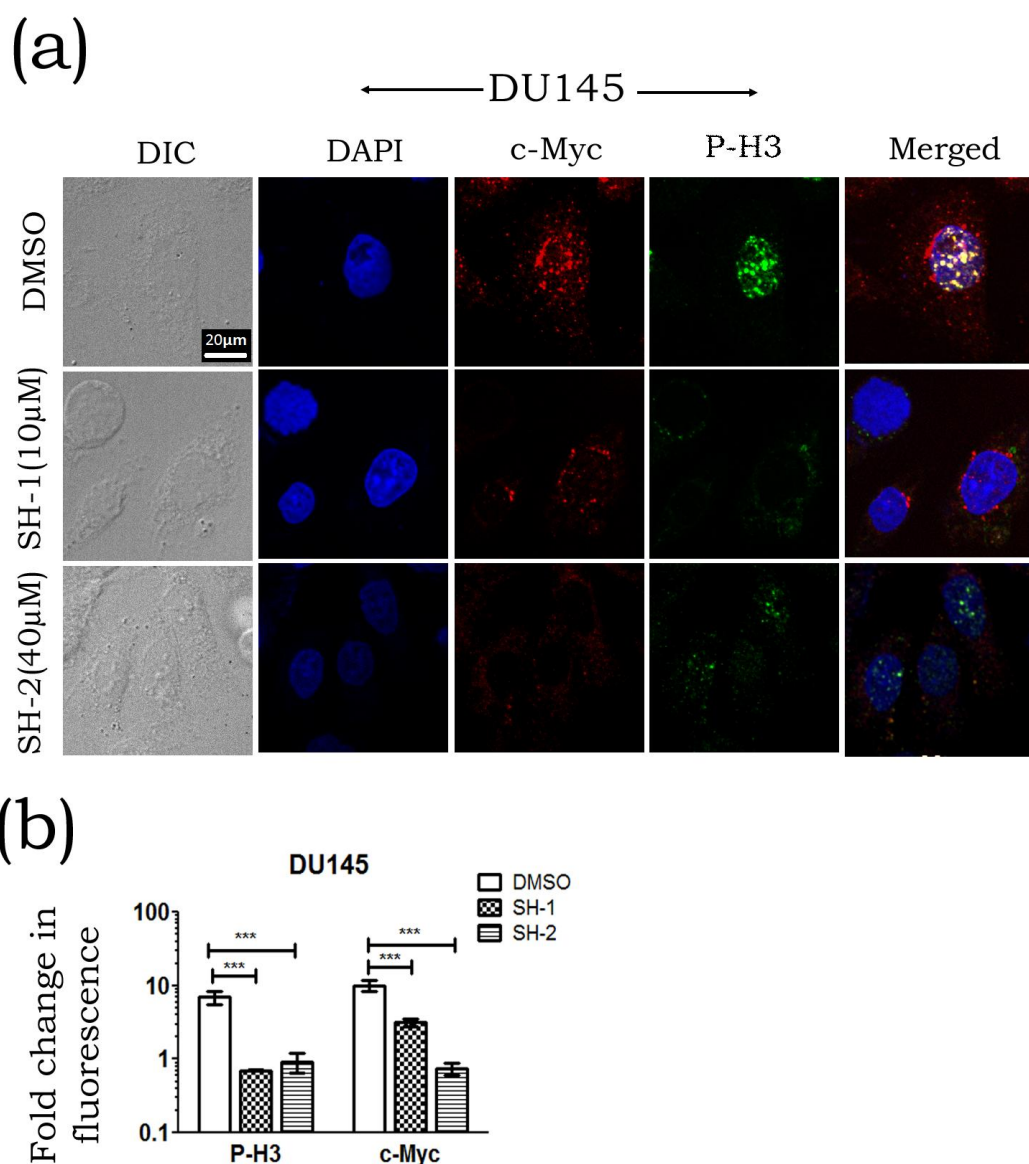 (a)
DU145
DIC DAPI c-Myc P-H3 Merged
DMSO
20μm
SH-1(10μM)
SH-2(40μM)
(b)
DU145
DMSO
SH-1
SH-2
Fold change in
fluorescence
100
10
1
0.1
***
***
***
***
P-H3 c-Myc